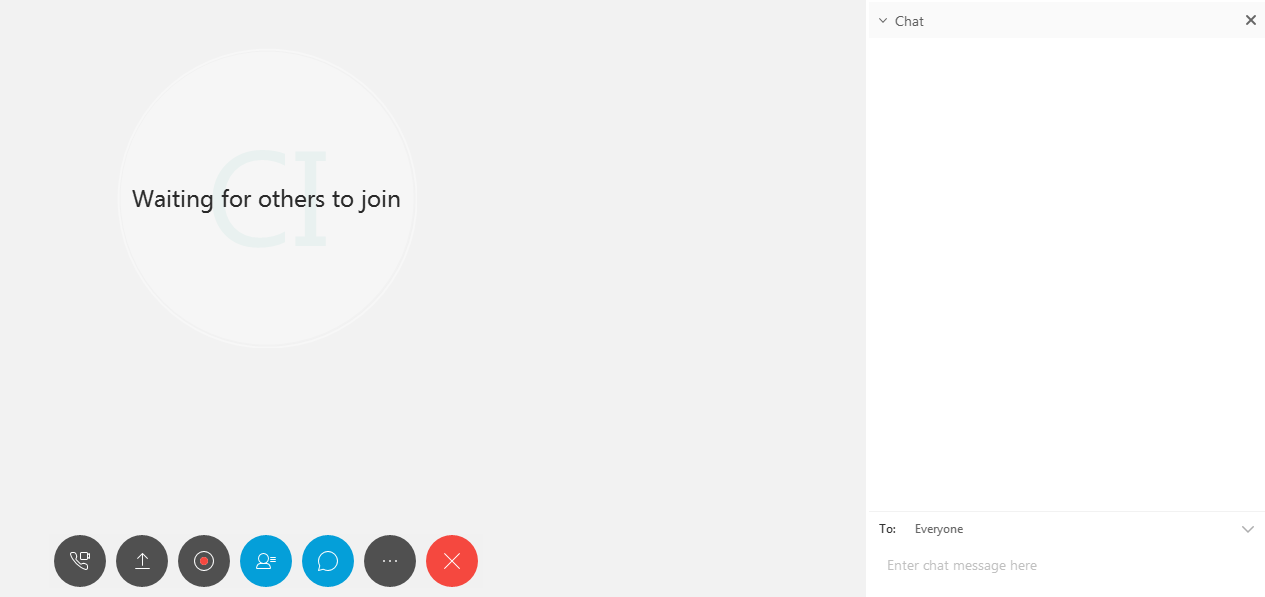 Chat
CI
Waiting for others to join
To: Everyone
Enter chat message here